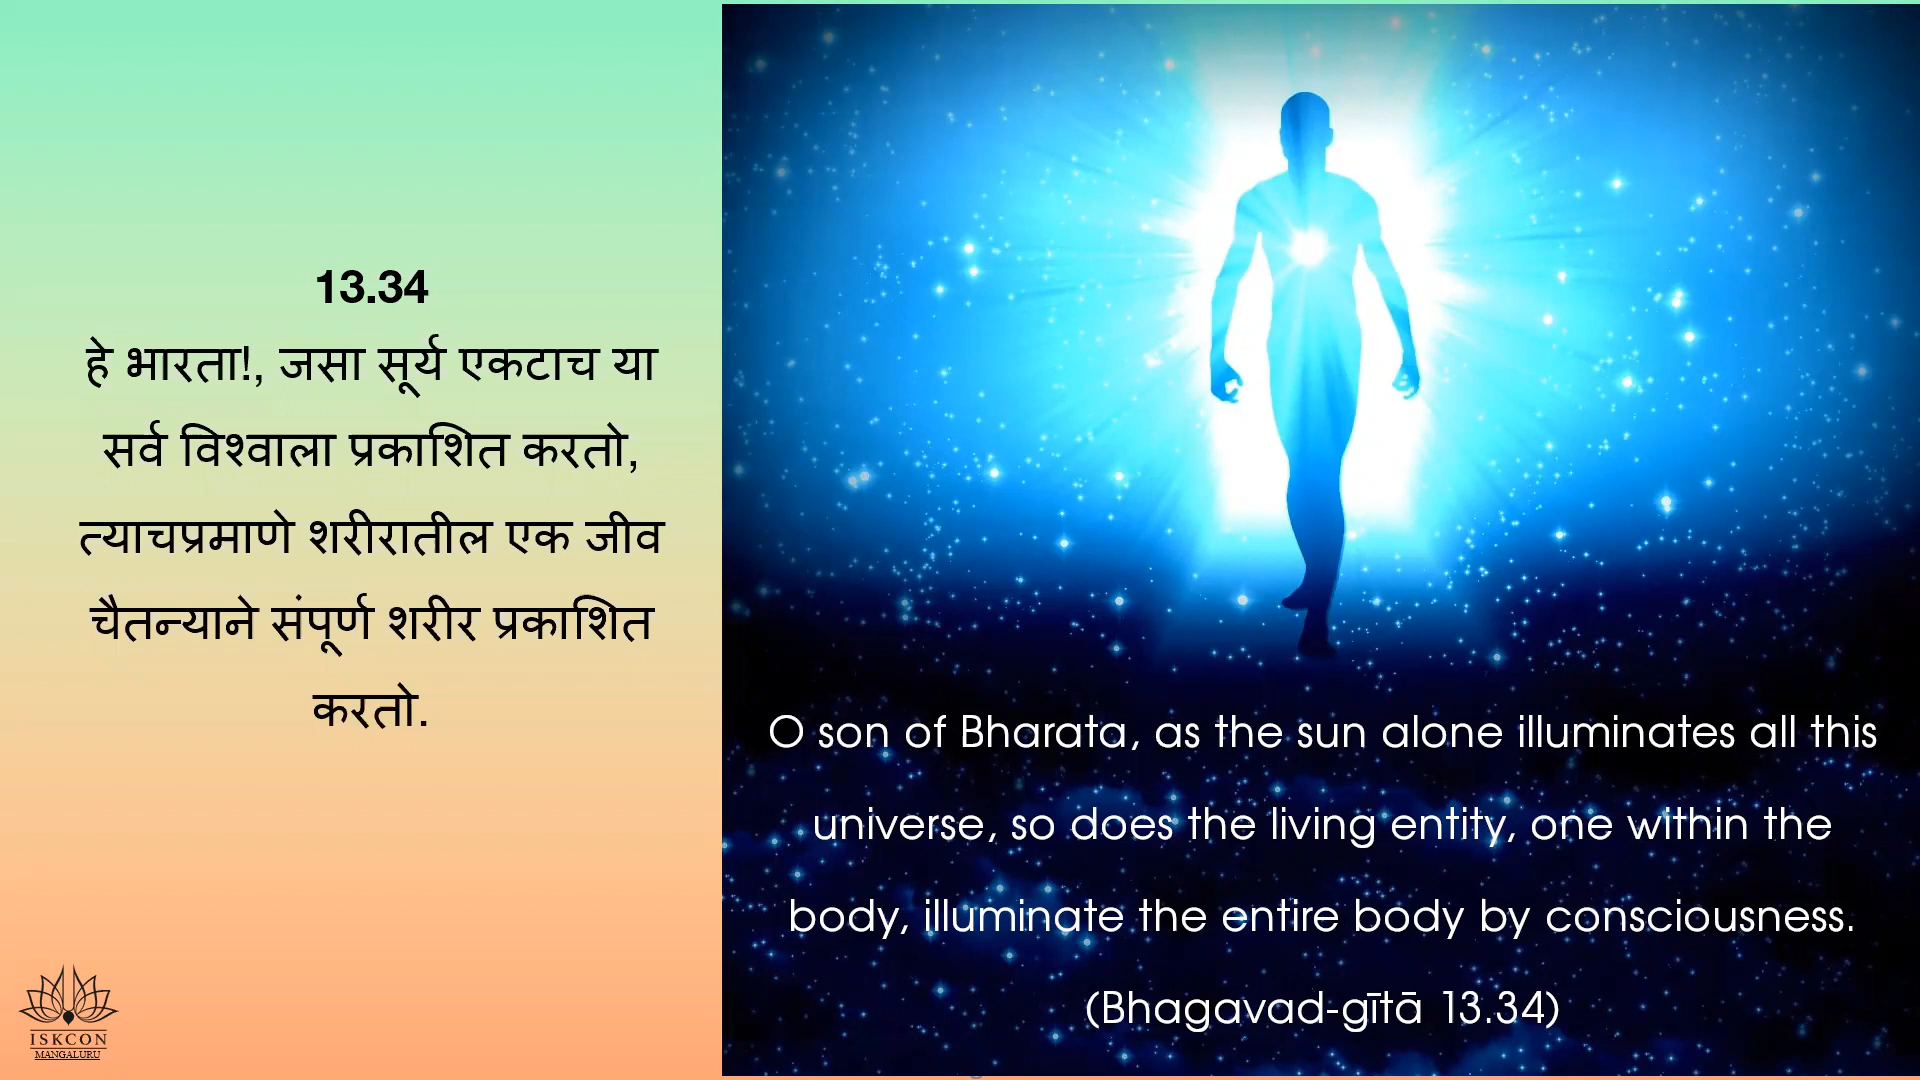 13.34
हे भारता!, जसा सूर्य एकटाच या
सर्व विश्वाला प्रकाशित करतो,
त्याचप्रमाणे शरीरातील एक जीव
चैतन्याने संपूर्ण शरीर प्रकाशित
करतो.
O son of Bharata, as the sun alone illuminates all this
universe, so does the living entity, one within the
body, illuminate the entire body by consciousness.
(Bhagavad-gītā 13.34)
ISKCON
MANGALURU